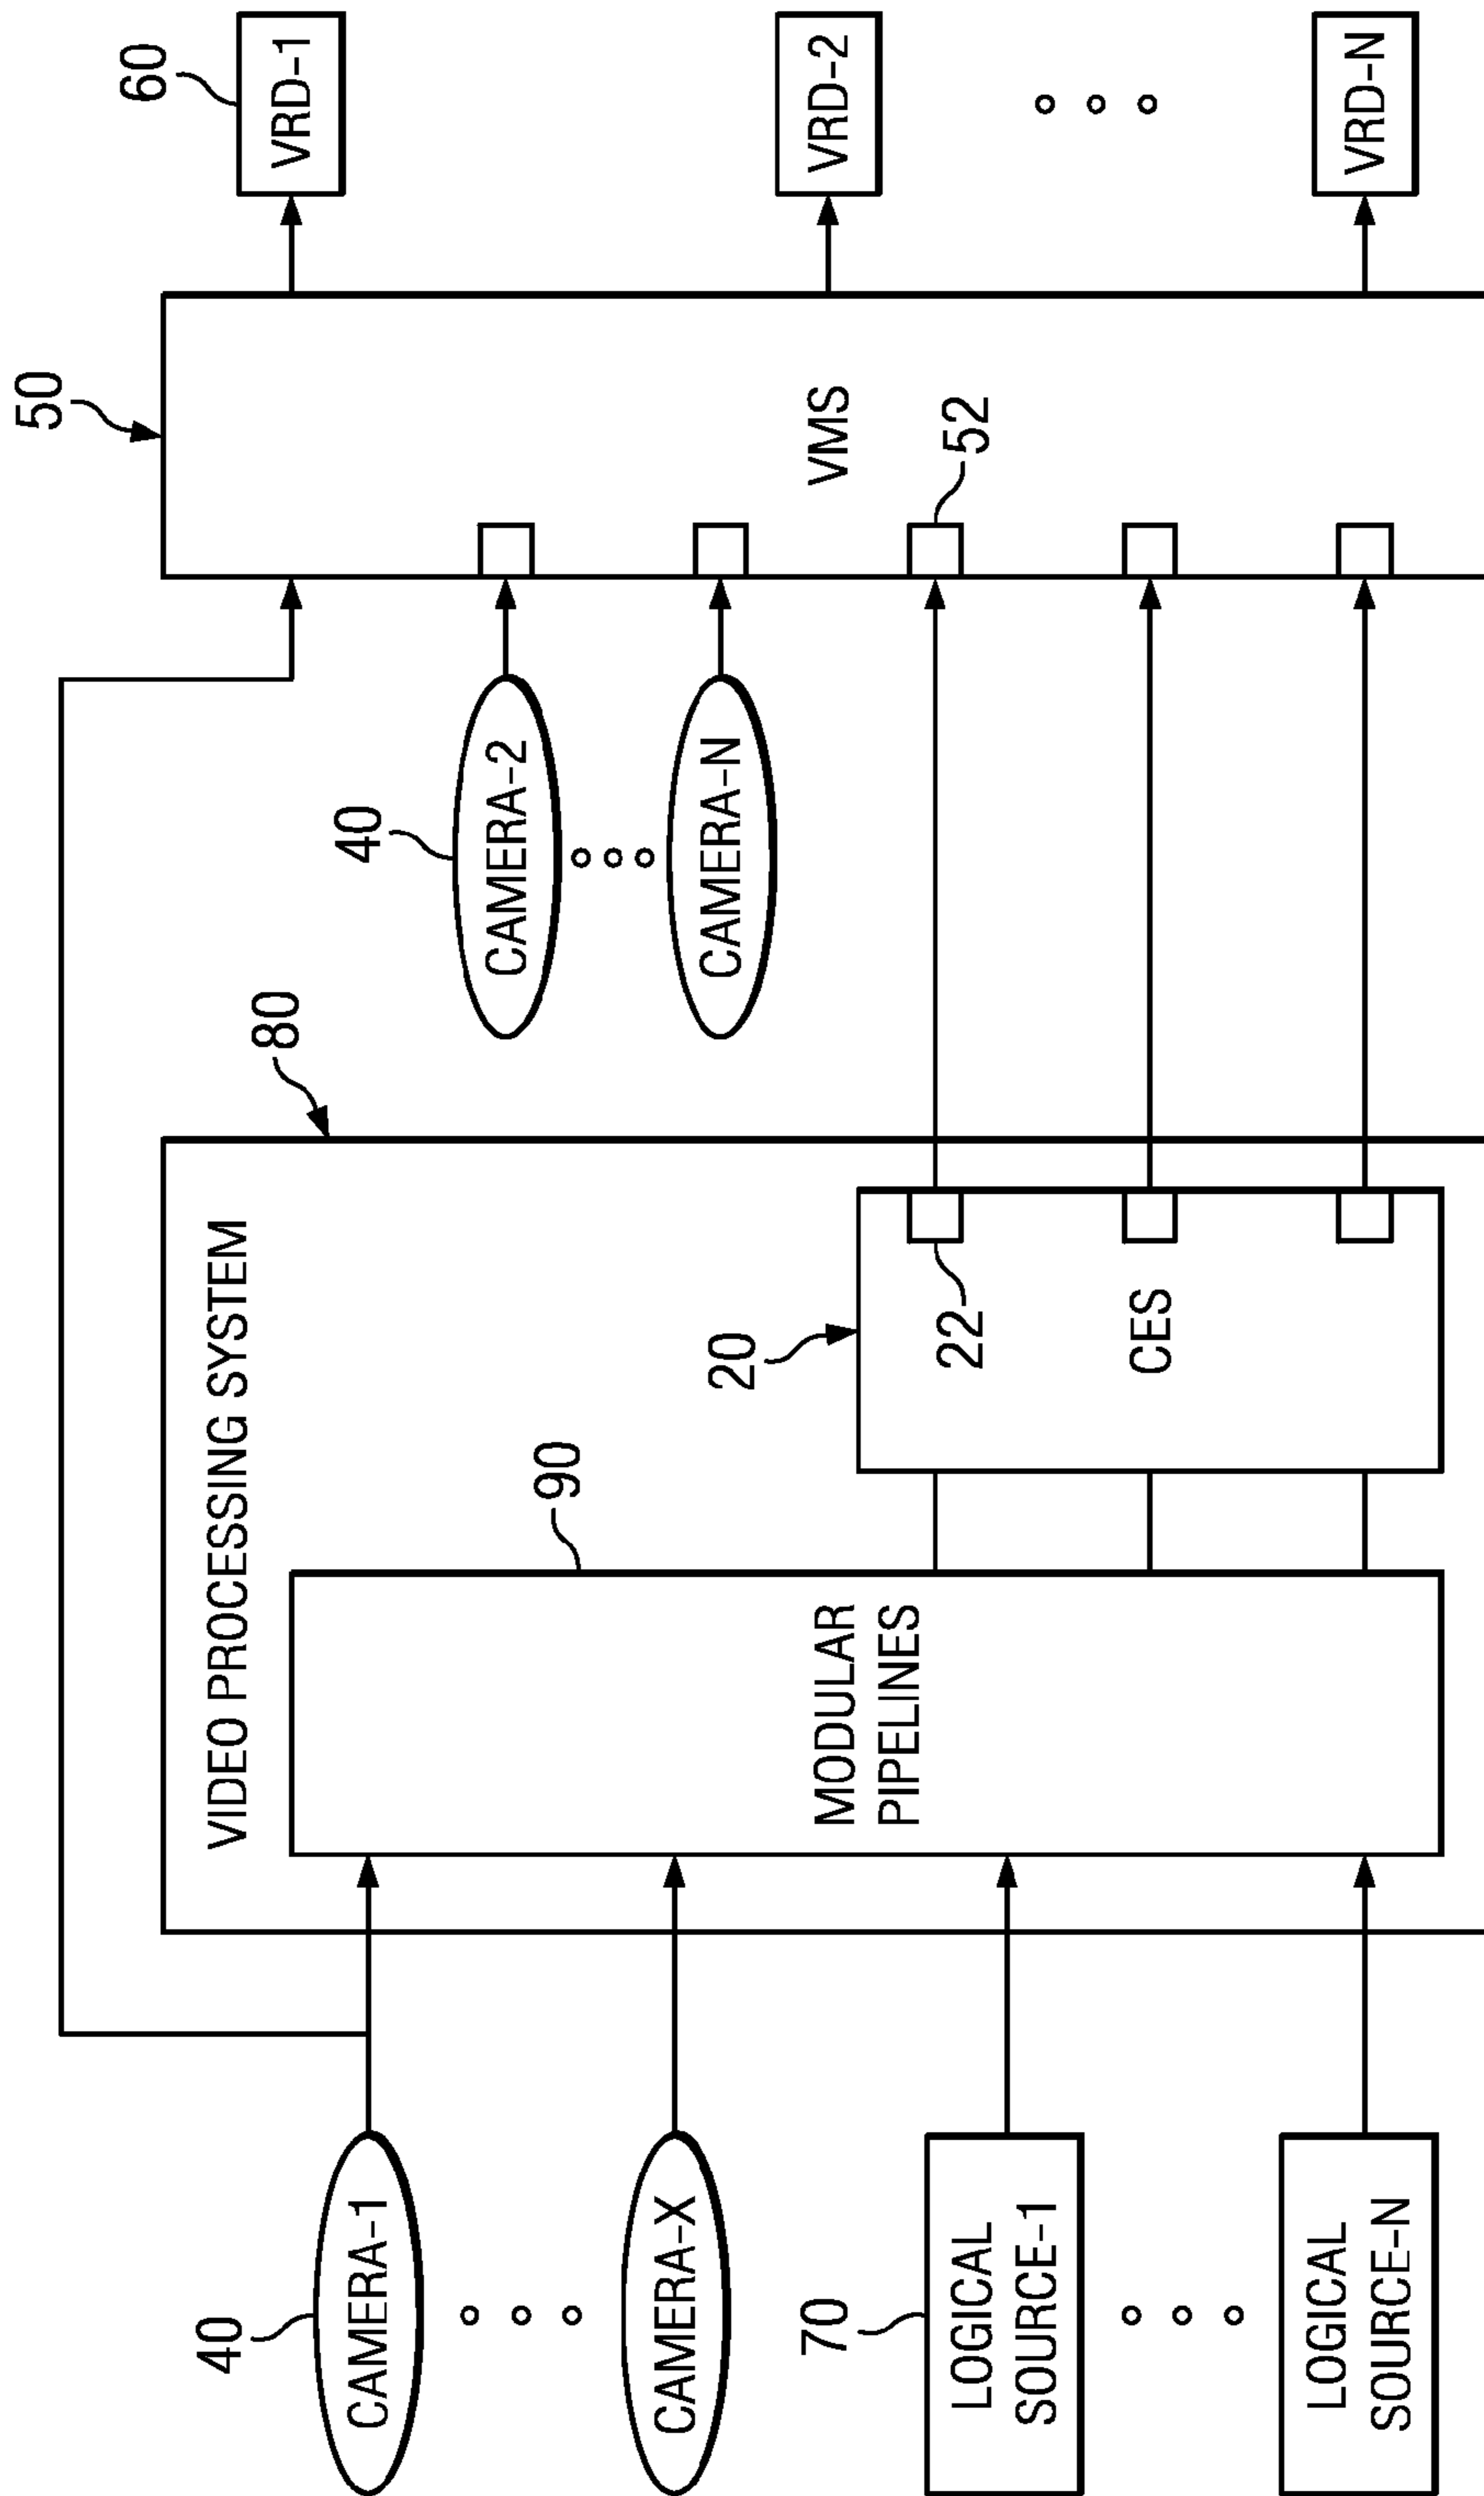 40
CAMERA-1
CAMERA-X
70
LOGICAL
SOURCE-1
LOGICAL
SOURCE-N
80
VIDEO PROCESSING SYSTEM
90
MODULAR
PIPELINES
20
22
CES
40
CAMERA-2
CAMERA-N
50
VMS
52
60
VRD-1
VRD-2
VRD-N